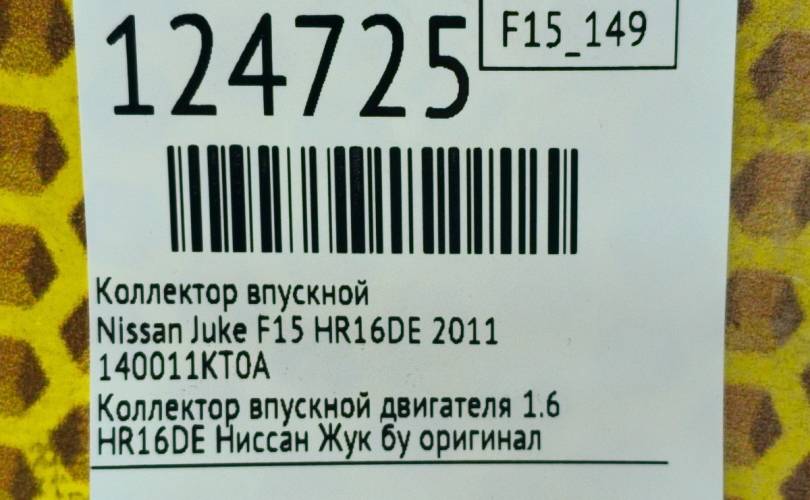 124725
F15_149
Коллектор впускной
Nissan Juke F15 HR16DE 2011
140011KT0A
Коллектор впускной двигателя 1.6
HR16DE Ниссан Жук бу оригинал